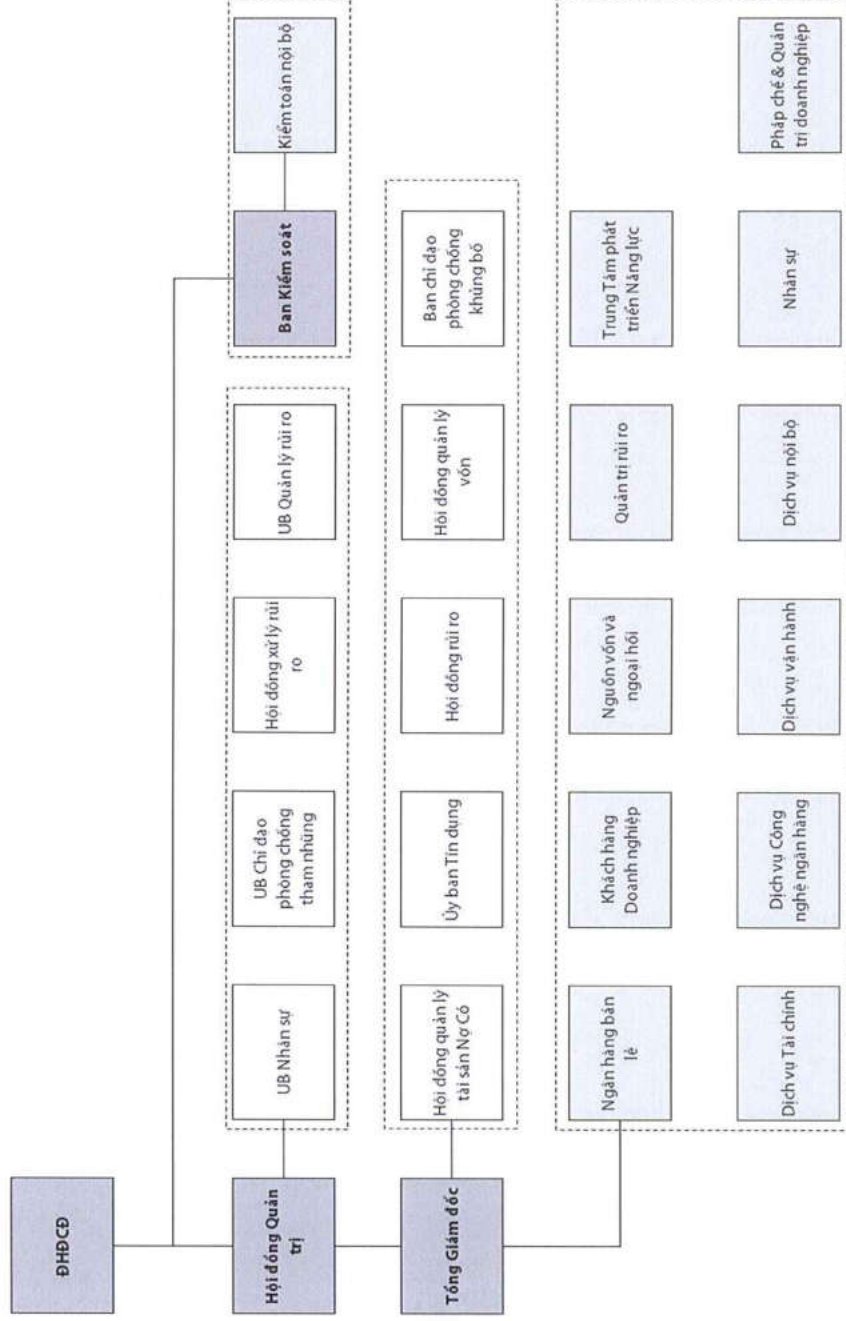 ĐHĐCĐ
Hội đồng Quản
trị
UB Nhân sự
UB Chỉ đạo
phòng chống
tham nhũng
Hội đồng xử lý rủi
ro
UB Quản lý rủi ro
Ban Kiểm soát
Kiểm toán nội bộ
Tổng Giám đốc
Hội đồng quản lý
tài sản Nợ Có
Ủy ban Tín dụng
Hội đồng rủi ro
Hội đồng quản lý
vốn
Ban chỉ đạo
phòng chống
khủng bố
Ngân hàng bán
lẻ
Khách hàng
Doanh nghiệp
Nguồn vốn và
ngoại hối
Quản trị rủi ro
Trung Tâm phát
triển Năng lực
Dịch vụ Tài chính
Dịch vụ Công
nghệ ngân hàng
Dịch vụ vận hành
Dịch vụ nội bộ
Nhân sự
Pháp chế & Quản
trị doanh nghiệp